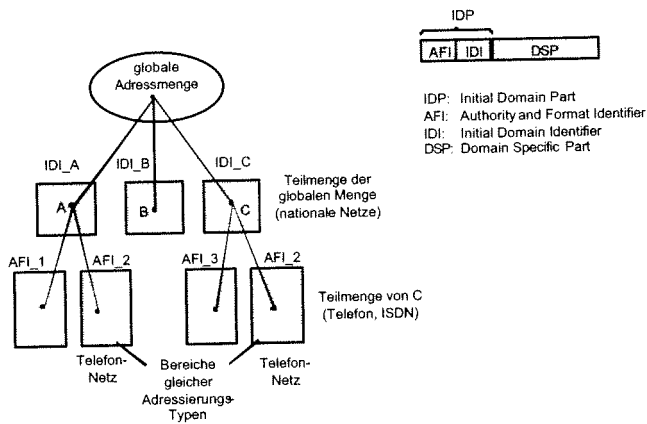 IDP
AFI IDI DSP
IDP: Initial Domain Part
AFI: Authority and Format Identifier
IDI: Initial Domain Identifier
DSP: Domain Specific Part
globale
Adressmenge
IDI_A IDI_B IDI_C
Teilmenge der
globalen Menge
(nationale Netze)
A B C
AFI_1 AFI_2 AFI_3 AFI_2
Teilmenge von C
(Telefon, ISDN)
Telefon-
Netz
Bereiche
gleicher
Adressierungs-
Typen
Telefon-
Netz